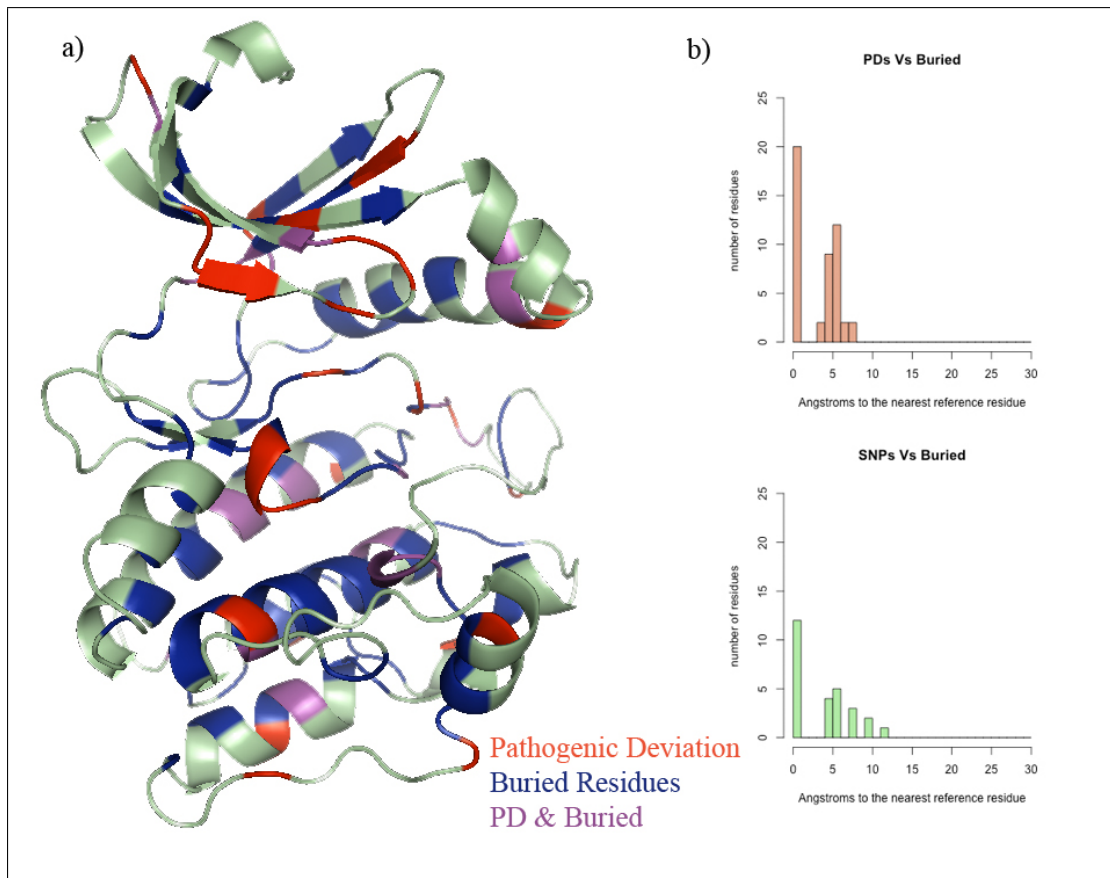 a)
Pathogenic Deviation
Buried Residues
PD & Buried
b)
PDs Vs Buried
number of residues
25
20
15
10
5
0
0 5 10 15 20 25 30
Angstroms to the nearest reference residue
SNPs Vs Buried
number of residues
25
20
15
10
5
0
0 5 10 15 20 25 30
Angstroms to the nearest reference residue